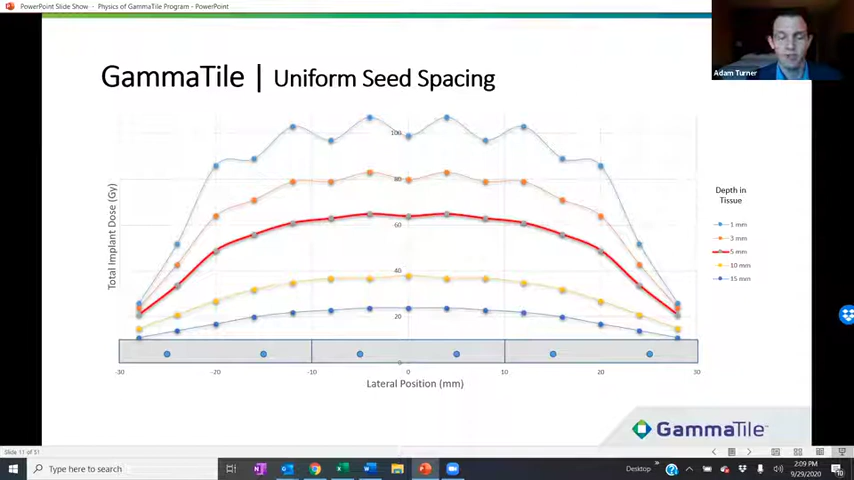 PowerPoint Slide Show - Physics of GammaTile Program - PowerPoint
Adam Turner
GammaTile | Uniform Seed Spacing
Total Implant Dose (Gy)
100
80
60
40
20
0
-30 -20 -10 0 10 20 30
Lateral Position (mm)
Depth in
Tissue
1 mm
3 mm
5 mm
10 mm
15 mm
GammaTile™
Slide 11 of 51
Type here to search
Desktop
2:09 PM
9/29/2020